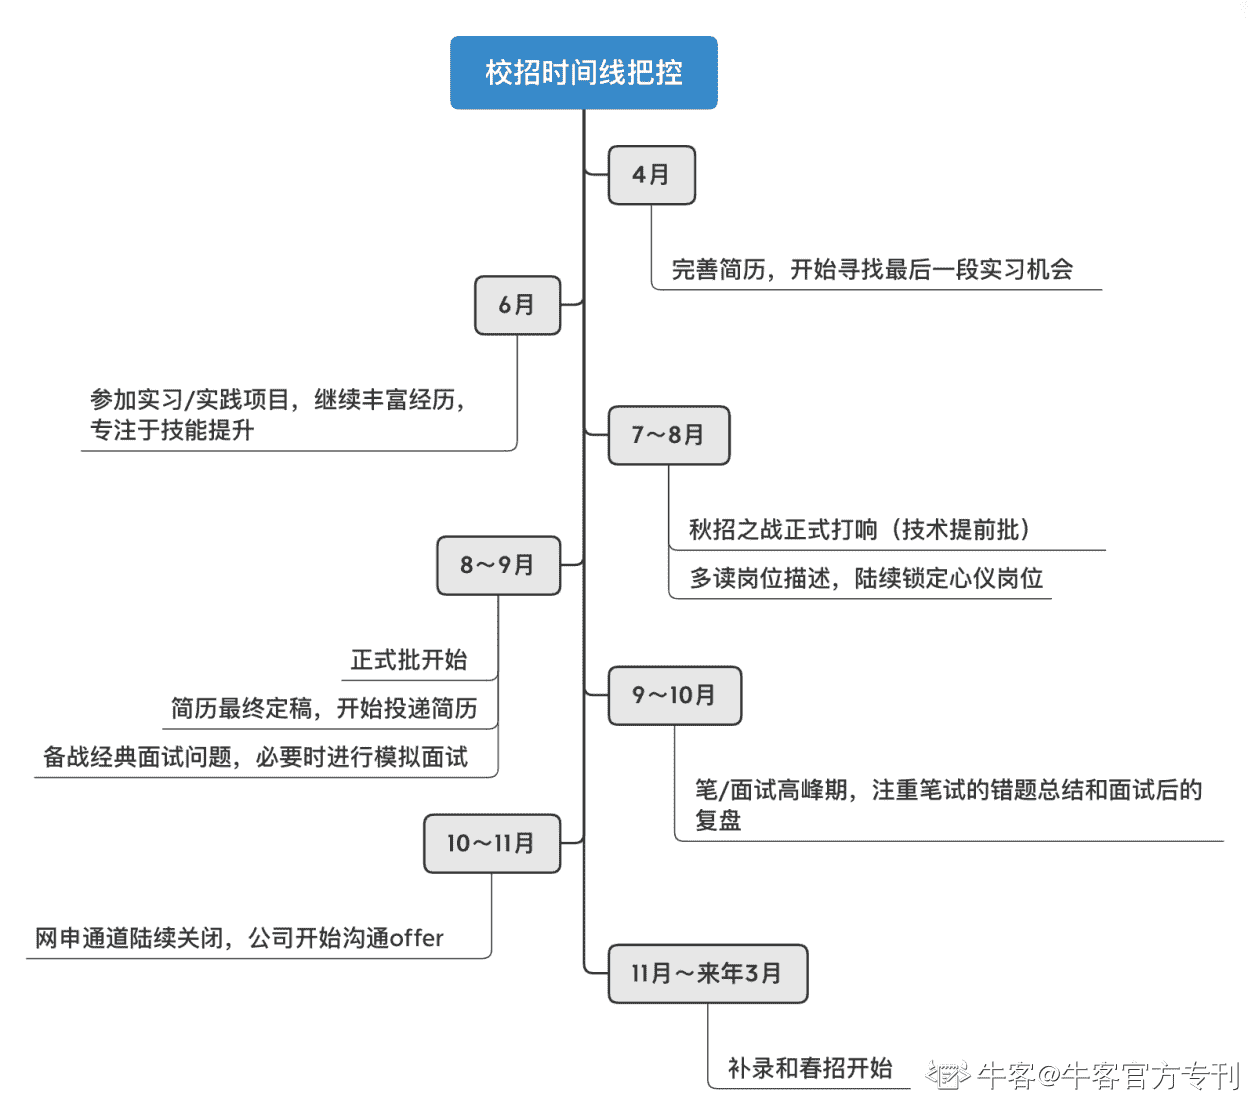 校招时间线把控
4月
完善简历，开始寻找最后一段实习机会
6月
参加实习/实践项目，继续丰富经历，
专注于技能提升
7～8月
秋招之战正式打响（技术提前批）
多读岗位描述，陆续锁定心仪岗位
8～9月
正式批开始
简历最终定稿，开始投递简历
备战经典面试问题，必要时进行模拟面试
9～10月
笔/面试高峰期，注重笔试的错题总结和面试后的
复盘
10～11月
网申通道陆续关闭，公司开始沟通offer
11月～来年3月
补录和春招开始
牛客@牛客官方专刊